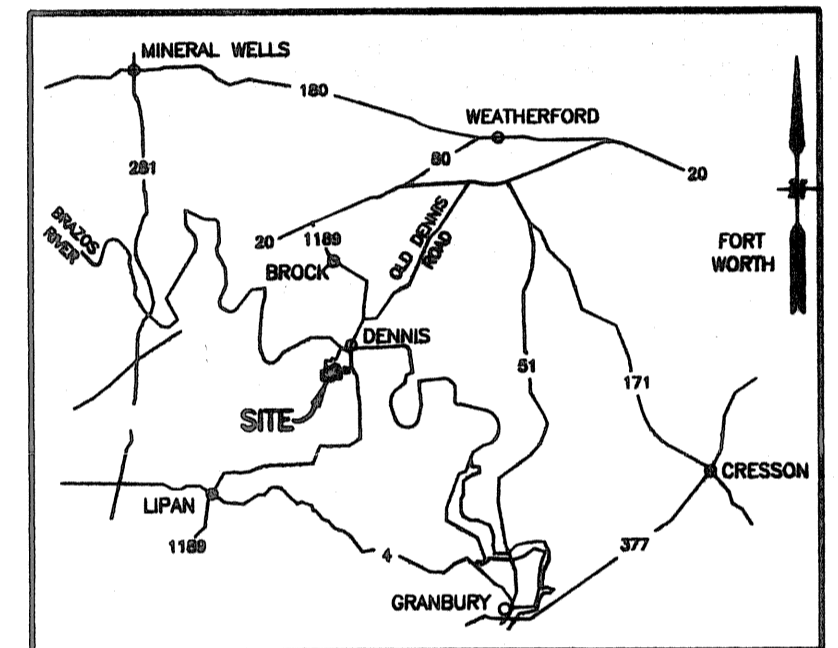 MINERAL WELLS
180
WEATHERFORD
281
80
20
BRAZOS
RIVER
20
1189
OLD DENNIS
ROAD
FORT
WORTH
BROCK
DENNIS
51
171
SITE
CRESSON
LIPAN
1189
4
377
GRANBURY